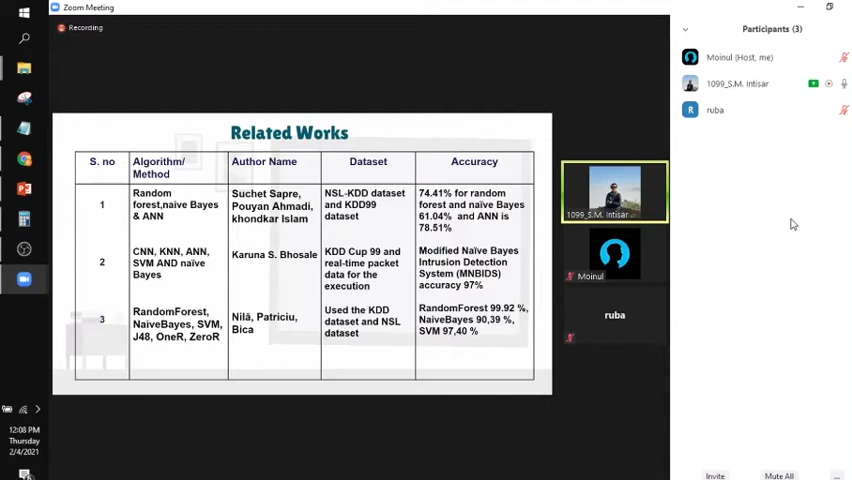 Zoom Meeting
Recording
Participants (3)
Moinul (Host, me)
1099_S.M. Intisar
R ruba
Related Works
S. no
Algorithm/
Method
Author Name
Dataset
Accuracy
1
Random
forest,naive Bayes
& ANN
Suchet Sapre,
Pouyan Ahmadi,
khondkar Islam
NSL-KDD dataset
and KDD99
dataset
74.41% for random
forest and naïve Bayes
61.04% and ANN is
78.51%
2
CNN, KNN, ANN,
SVM AND naïve
Bayes
Karuna S. Bhosale
KDD Cup 99 and
real-time packet
data for the
execution
Modified Naïve Bayes
Intrusion Detection
System (MNBIDS)
accuracy 97%
3
RandomForest,
NaiveBayes, SVM,
J48, OneR, ZeroR
Nilă, Patriciu,
Bica
Used the KDD
dataset and NSL
dataset
RandomForest 99.92 %,
NaiveBayes 90,39 %,
SVM 97,40 %
1099_S.M. Intisar
Moinul
ruba
12:08 PM
Thursday
2/4/2021
Invite
Mute All
...